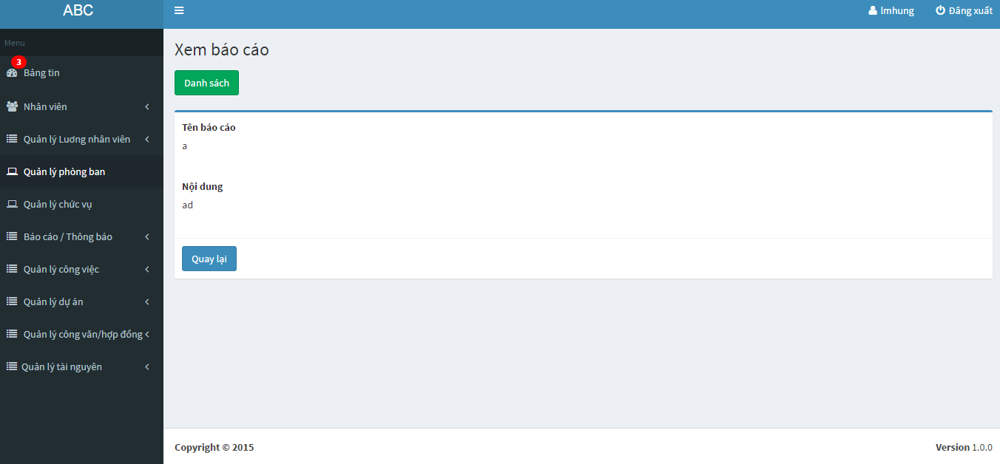 ABC
lmhung
Đăng xuất
Menu
3
Bảng tin
Nhân viên
Quản lý Lương nhân viên
Quản lý phòng ban
Quản lý chức vụ
Báo cáo / Thông báo
Quản lý công việc
Quản lý dự án
Quản lý công văn/hợp đồng
Quản lý tài nguyên
Xem báo cáo
Danh sách
Tên báo cáo
a
Nội dung
ad
Quay lại
Copyright © 2015
Version 1.0.0